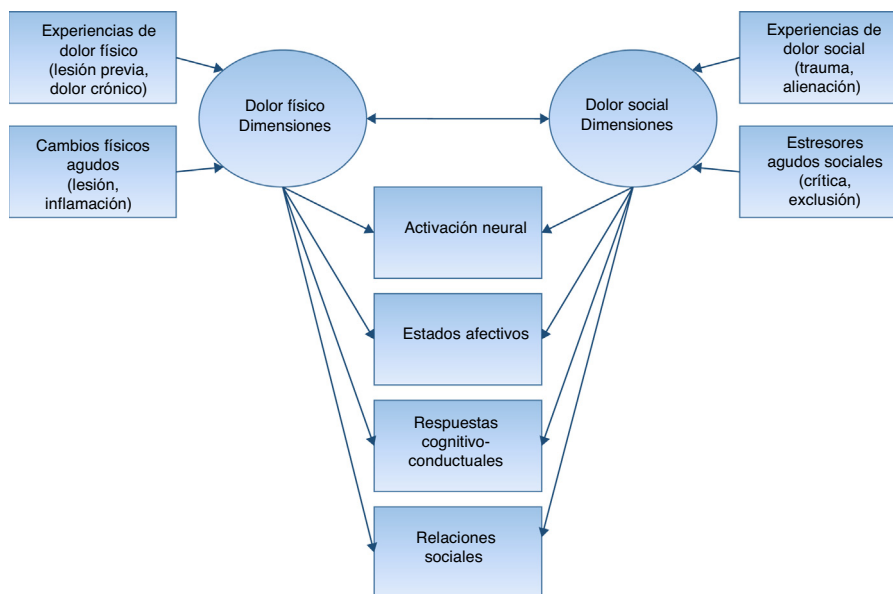 Experiencias de
dolor físico
(lesión previa,
dolor crónico)
Cambios físicos
agudos
(lesión,
inflamación)
Dolor físico
Dimensiones
Dolor social
Dimensiones
Experiencias de
dolor social
(trauma,
alienación)
Estresores
agudos sociales
(crítica,
exclusión)
Activación neural
Estados afectivos
Respuestas
cognitivo-
conductuales
Relaciones
sociales